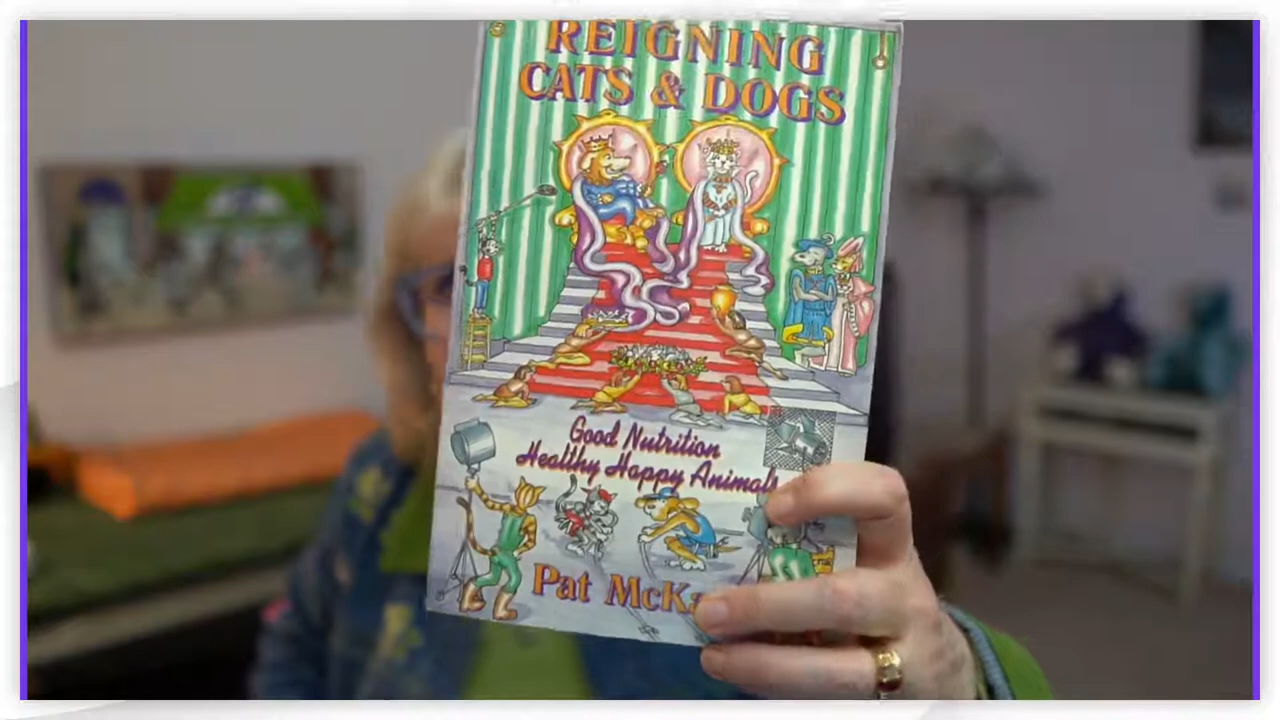 REIGNING
CATS & DOGS
Good Nutrition
Healthy Happy Animals
Pat McK